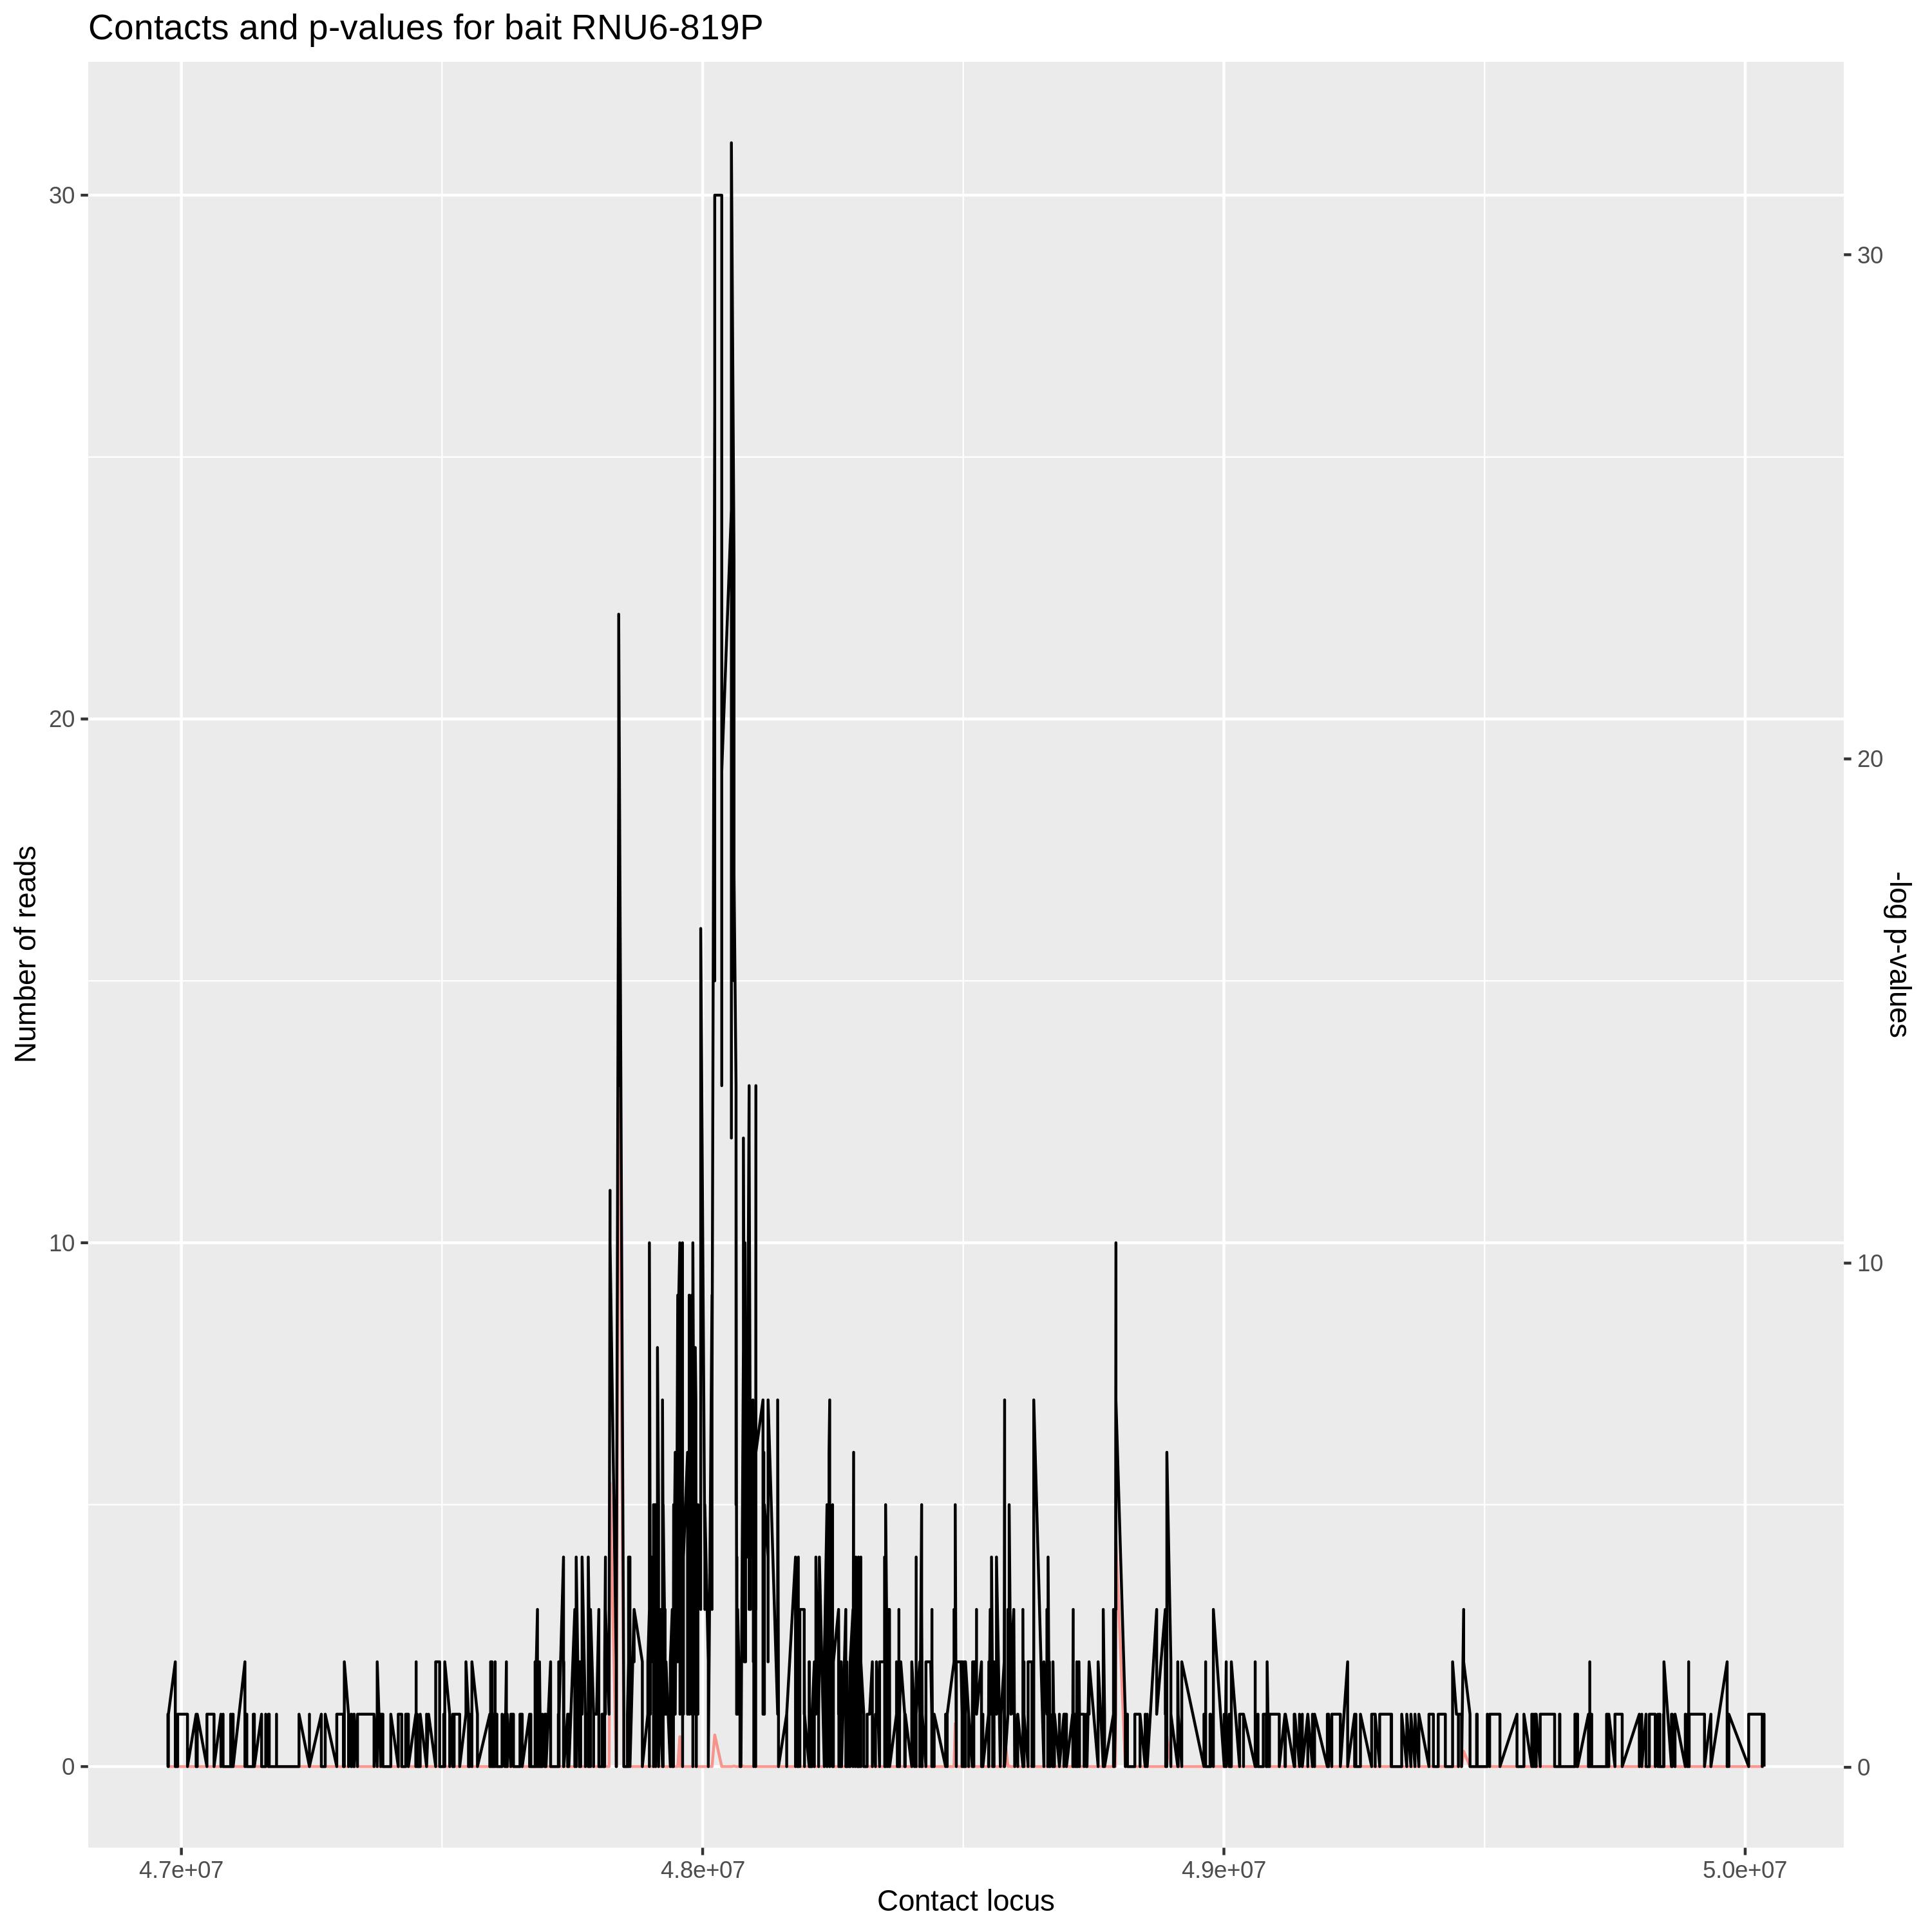 Contacts and p-values for bait RNU6-819P
30
20
10
0
Number of reads
30
20
10
0
-log p-values
4.7e+07
4.8e+07
4.9e+07
5.0e+07
Contact locus